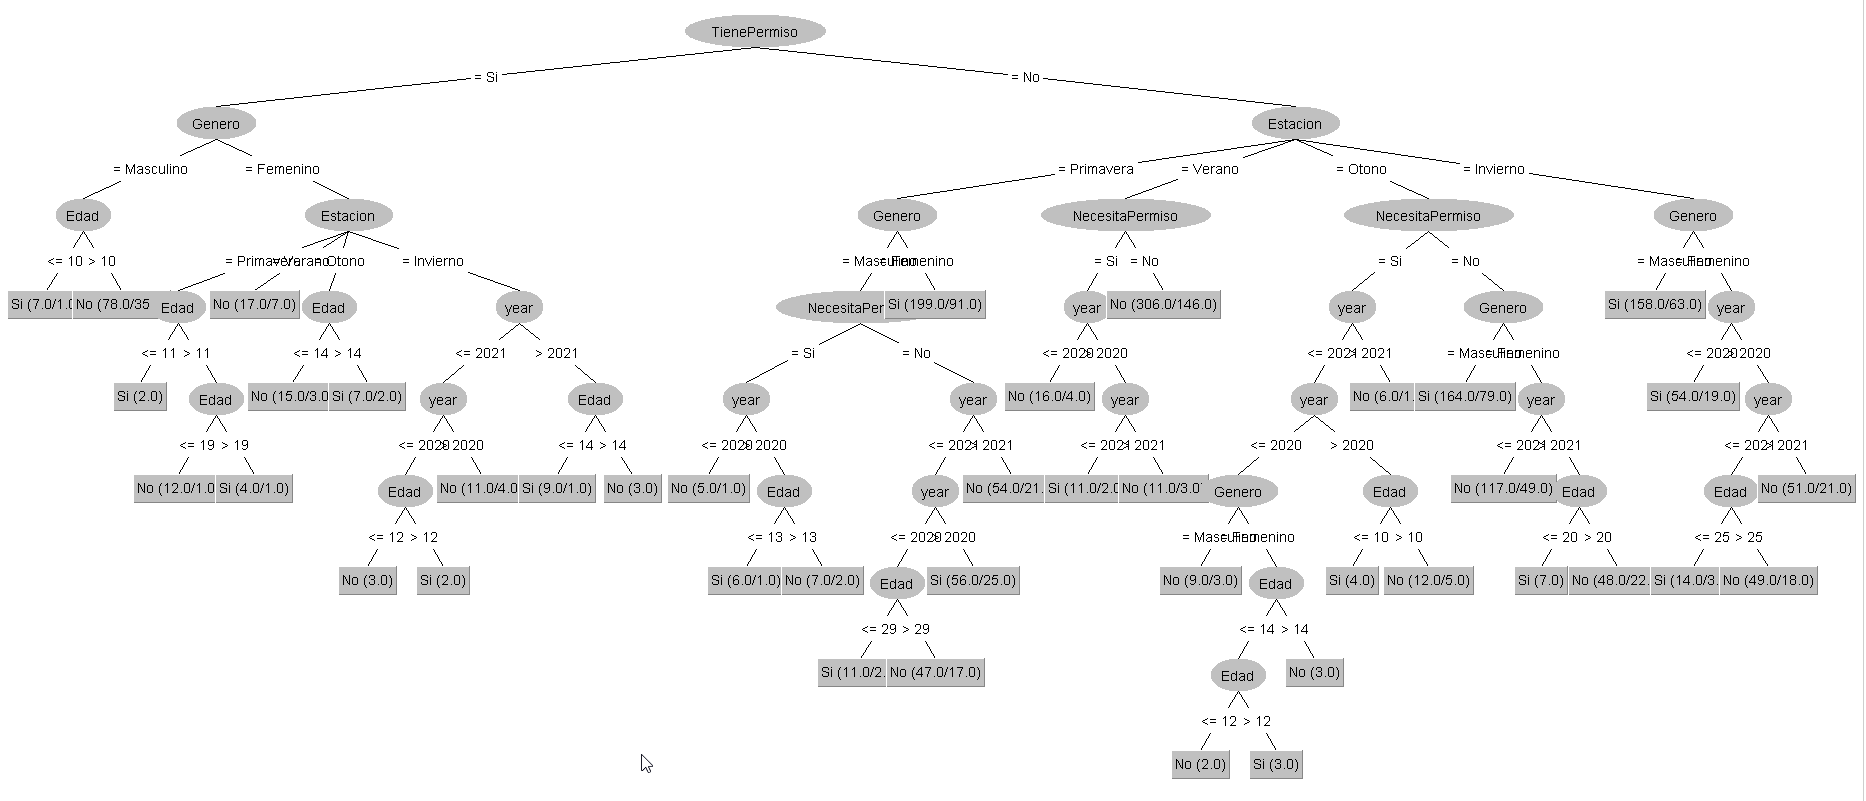 TienePermiso
= Si
= No
Genero
Estacion
= Masculino
= Femenino
= Primavera
= Verano
= Otono
= Invierno
Edad
Estacion
Genero
NecesitaPermiso
NecesitaPermiso
Genero
<= 10
> 10
= Otono
= Invierno
= Si
= No
= Si
= No
Si (7.0/1.0
No (78.0/35
Edad
No (17.0/7.0)
Edad
year
NecesitaPer
Si (199.0/91.0)
year
No (306.0/146.0)
year
Genero
Si (158.0/63.0)
year
<= 11
> 11
<= 14
> 14
<= 2021
> 2021
= Si
= No
Si (2.0)
Edad
No (15.0/3.0
Si (7.0/2.0)
year
Edad
year
year
No (16.0/4.0)
year
year
No (6.0/1.
Si (164.0/79.0)
year
Si (54.0/19.0)
year
<= 19
> 19
<= 14
> 14
<= 2020
> 2020
No (12.0/1.0
Si (4.0/1.0)
Edad
No (11.0/4.0
Si (9.0/1.0)
No (3.0)
No (5.0/1.0)
Edad
year
No (54.0/21.
Si (11.0/2.0
No (11.0/3.0
Genero
Edad
No (117.0/49.0)
Edad
Edad
No (51.0/21.0)
<= 12
> 12
<= 13
> 13
<= 10
> 10
<= 20
> 20
<= 25
> 25
No (3.0)
Si (2.0)
Si (6.0/1.0)
No (7.0/2.0)
Edad
Si (56.0/25.0)
No (9.0/3.0)
Edad
Si (4.0)
No (12.0/5.0)
Si (7.0)
No (48.0/22.
Si (14.0/3.
No (49.0/18.0)
<= 29
> 29
<= 14
> 14
Si (11.0/2.
No (47.0/17.0)
Edad
No (3.0)
<= 12
> 12
No (2.0)
Si (3.0)